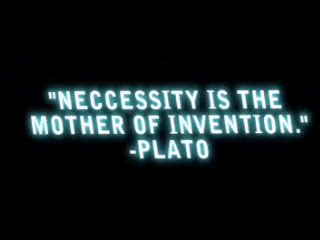 "NECCESSITY IS THE
MOTHER OF INVENTION."
-PLATO